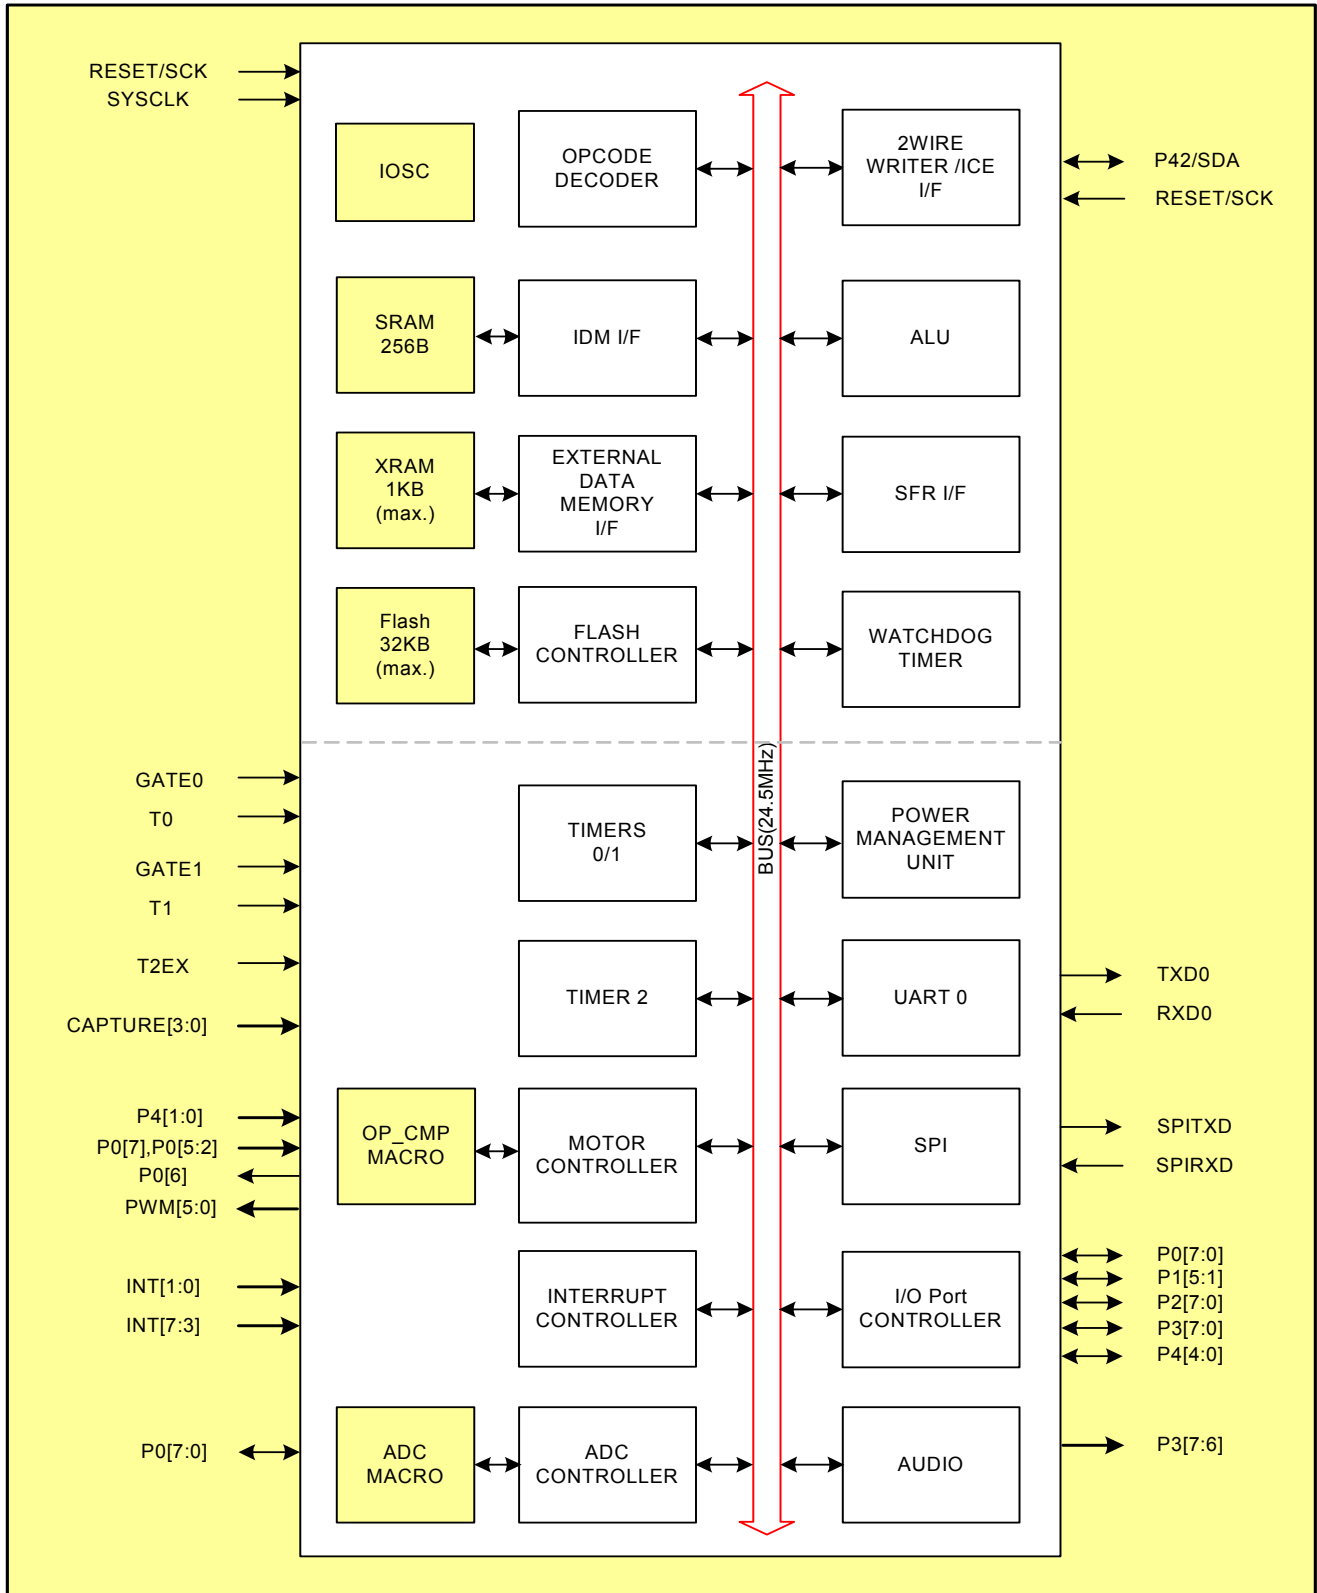 RESET/SCK
SYSCLK
IOSC
OPCODE
DECODER
2WIRE
WRITER /ICE
I/F
P42/SDA
RESET/SCK
SRAM
256B
IDM I/F
ALU
XRAM
1KB
(max.)
EXTERNAL
DATA
MEMORY
I/F
SFR I/F
Flash
32KB
(max.)
FLASH
CONTROLLER
WATCHDOG
TIMER
BUS(24.5MHz)
GATE0
T0
GATE1
T1
TIMERS
0/1
POWER
MANAGEMENT
UNIT
T2EX
CAPTURE[3:0]
TIMER 2
UART 0
TXD0
RXD0
P4[1:0]
P0[7],P0[5:2]
P0[6]
PWM[5:0]
OP_CMP
MACRO
MOTOR
CONTROLLER
SPI
SPITXD
SPIRXD
INT[1:0]
INT[7:3]
INTERRUPT
CONTROLLER
I/O Port
CONTROLLER
P0[7:0]
P1[5:1]
P2[7:0]
P3[7:0]
P4[4:0]
P0[7:0]
ADC
MACRO
ADC
CONTROLLER
AUDIO
P3[7:6]